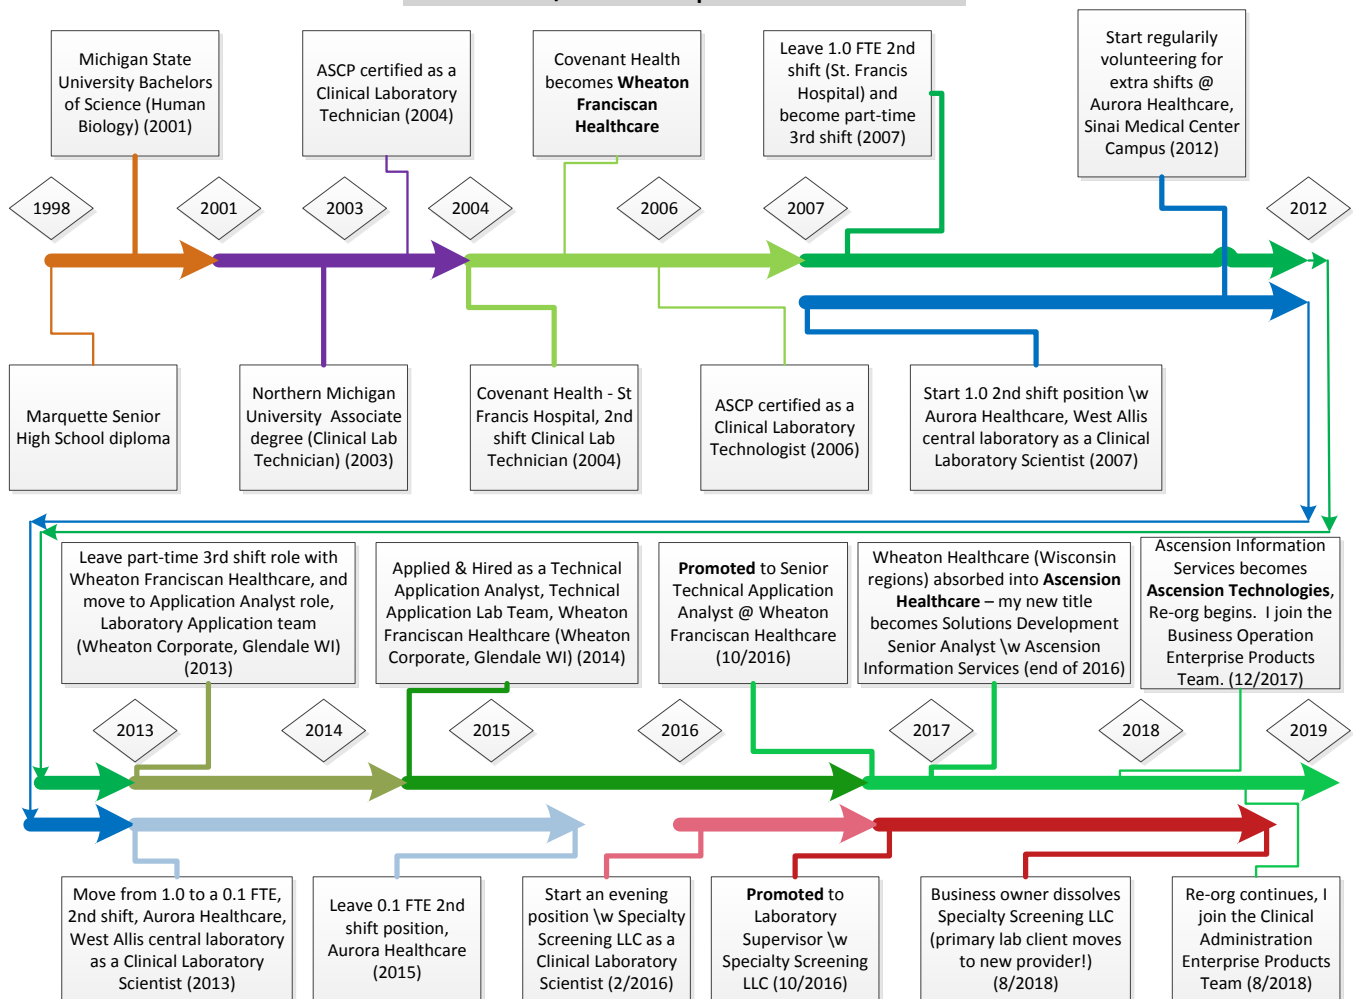 Michigan State
University Bachelors
of Science (Human
Biology) (2001)
ASCP certified as a
Clinical Laboratory
Technician (2004)
Covenant Health
becomes Wheaton
Franciscan
Healthcare
Leave 1.0 FTE 2nd
shift (St. Francis
Hospital) and
become part-time
3rd shift (2007)
Start regularily
volunteering for
extra shifts @
Aurora Healthcare,
Sinai Medical Center
Campus (2012)
1998
2001
2003
2004
2006
2007
2012
Marquette Senior
High School diploma
Northern Michigan
University Associate
degree (Clinical Lab
Technician) (2003)
Covenant Health - St
Francis Hospital, 2nd
shift Clinical Lab
Technician (2004)
ASCP certified as a
Clinical Laboratory
Technologist (2006)
Start 1.0 2nd shift position \w
Aurora Healthcare, West Allis
central laboratory as a Clinical
Laboratory Scientist (2007)
Leave part-time 3rd shift role with
Wheaton Franciscan Healthcare, and
move to Application Analyst role,
Laboratory Application team
(Wheaton Corporate, Glendale WI)
(2013)
Applied & Hired as a Technical
Application Analyst, Technical
Application Lab Team, Wheaton
Franciscan Healthcare (Wheaton
Corporate, Glendale WI) (2014)
Promoted to Senior
Technical Application
Analyst @ Wheaton
Franciscan Healthcare
(10/2016)
Wheaton Healthcare (Wisconsin
regions) absorbed into Ascension
Healthcare – my new title
becomes Solutions Development
Senior Analyst \w Ascension
Information Services (end of 2016)
Ascension Information
Services becomes
Ascension Technologies,
Re-org begins. I join the
Business Operation
Enterprise Products
Team. (12/2017)
2013
2014
2015
2016
2017
2018
2019
Move from 1.0 to a 0.1 FTE,
2nd shift, Aurora Healthcare,
West Allis central laboratory
as a Clinical Laboratory
Scientist (2013)
Leave 0.1 FTE 2nd
shift position,
Aurora Healthcare
(2015)
Start an evening
position \w Specialty
Screening LLC as a
Clinical Laboratory
Scientist (2/2016)
Promoted to
Laboratory
Supervisor \w
Specialty Screening
LLC (10/2016)
Business owner dissolves
Specialty Screening LLC
(primary lab client moves
to new provider!)
(8/2018)
Re-org continues, I
join the Clinical
Administration
Enterprise Products
Team (8/2018)